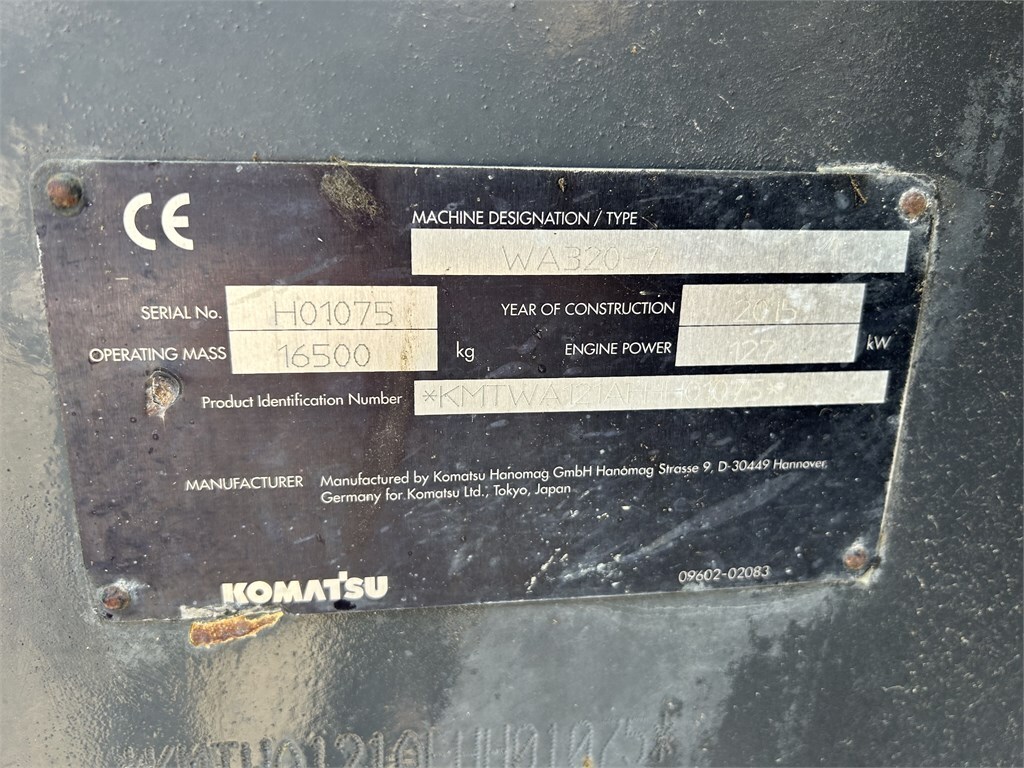 CE
MACHINE DESIGNATION / TYPE
WA320-7
SERIAL No. H01075 YEAR OF CONSTRUCTION 2015
OPERATING MASS 16500 kg ENGINE POWER 127 kW
Product Identification Number
MANUFACTURER Manufactured by Komatsu Hanomag GmbH Hanomag Strasse 9, D-30449 Hannover,
Germany for Komatsu Ltd., Tokyo, Japan
KOMATSU
09602-02083